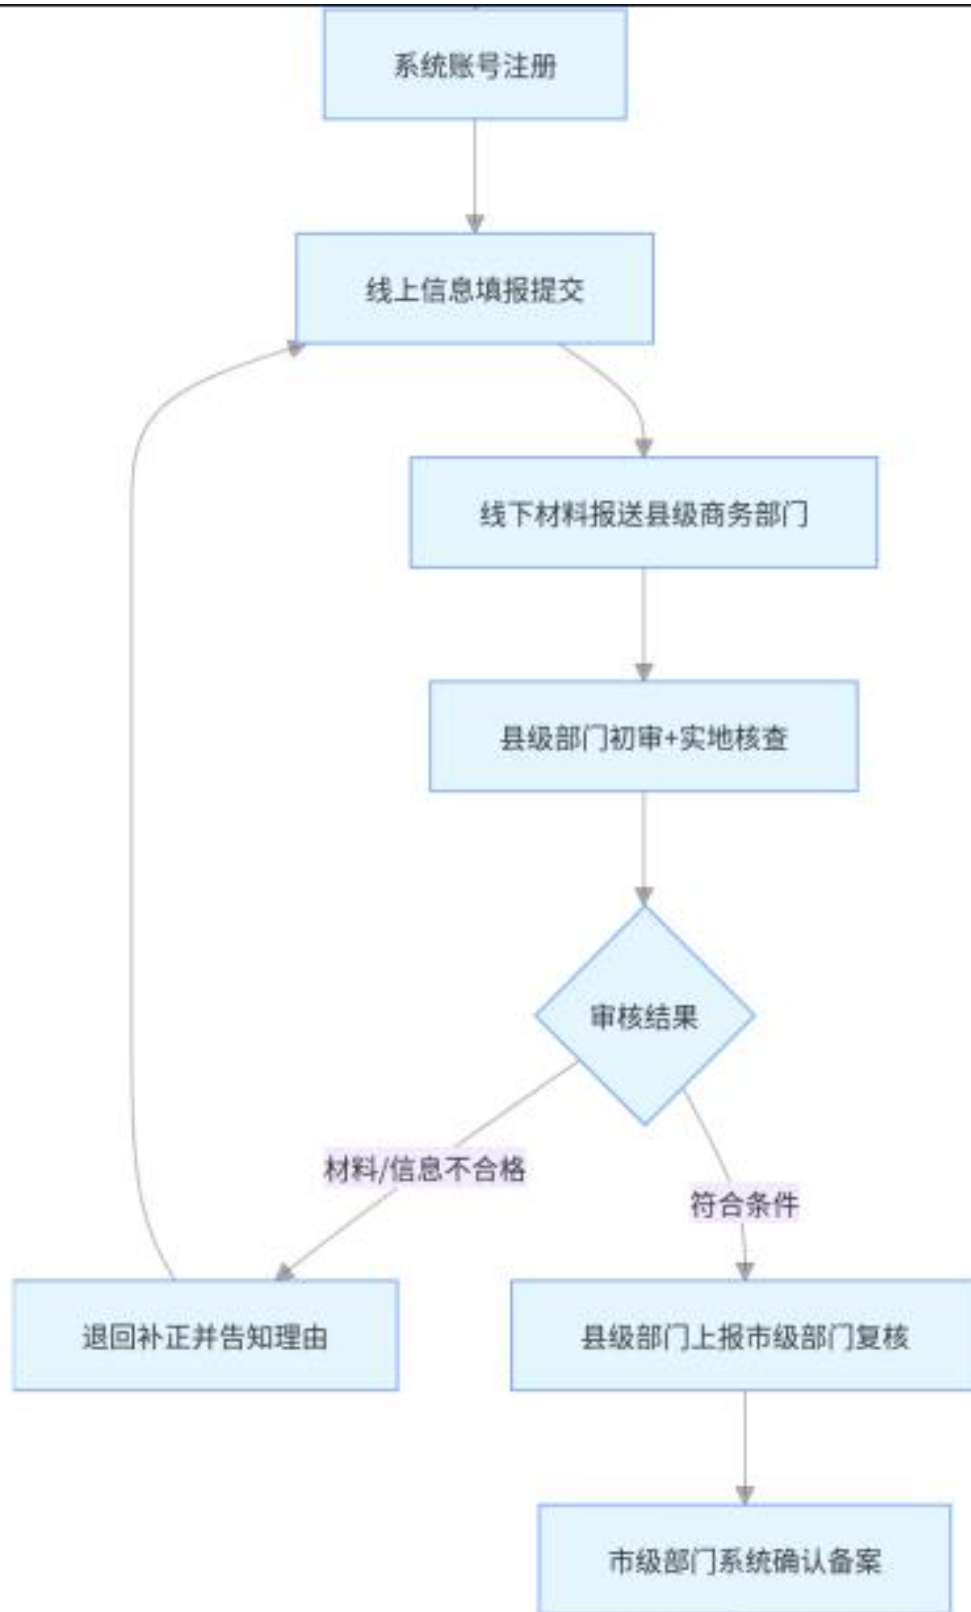 系统账号注册
线上信息填报提交
线下材料报送县级商务部门
县级部门初审+实地核查
审核结果
材料/信息不合格
符合条件
退回补正并告知理由
县级部门上报市级部门复核
市级部门系统确认备案